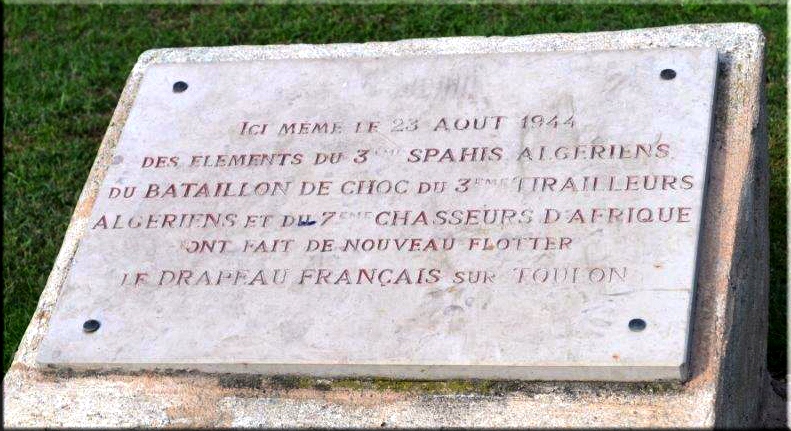 ICI MEME LE 23 AOUT 1944
DES ELEMENTS DU 3EME SPAHIS ALGERIENS
DU BATAILLON DE CHOC DU 3EME TIRAILLEURS
ALGERIENS ET DU 7EME CHASSEURS D'AFRIQUE
ONT FAIT DE NOUVEAU FLOTTER
LE DRAPEAU FRANÇAIS SUR TOULON